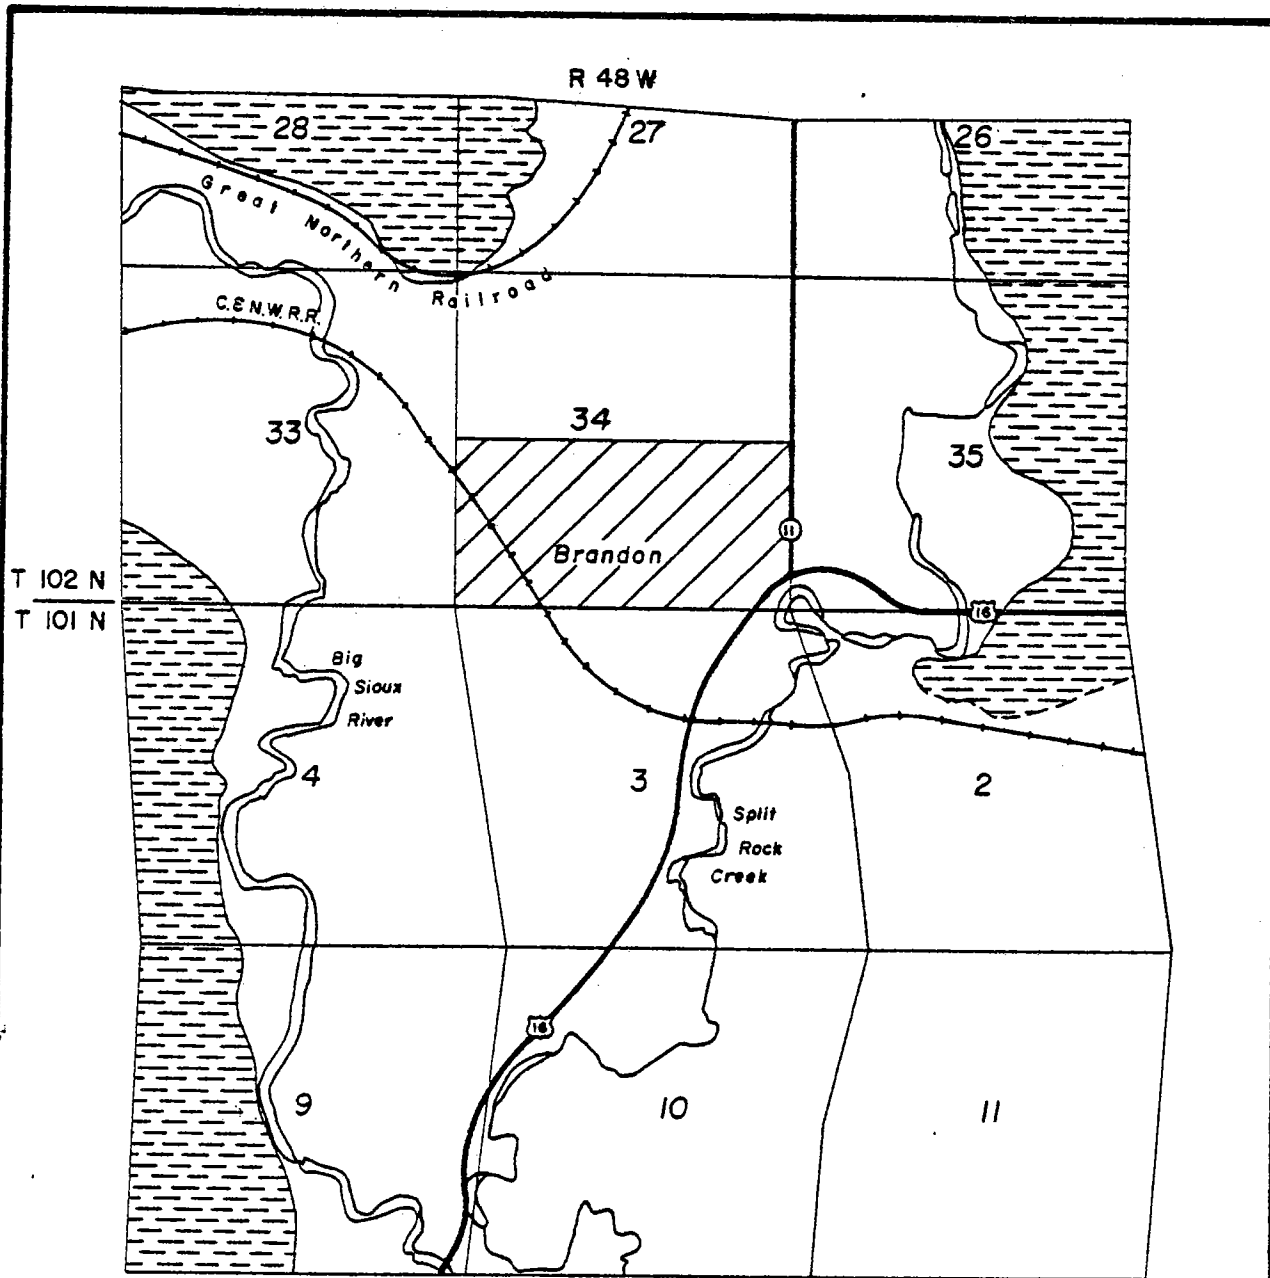 R 48 W
28
27
26
Great Northern Railroad
C. & N. W. R. R.
33
34
35
11
Brandon
T 102 N
T 101 N
16
Big
Sioux
River
4
3
2
Split
Rock
Creek
16
9
10
11